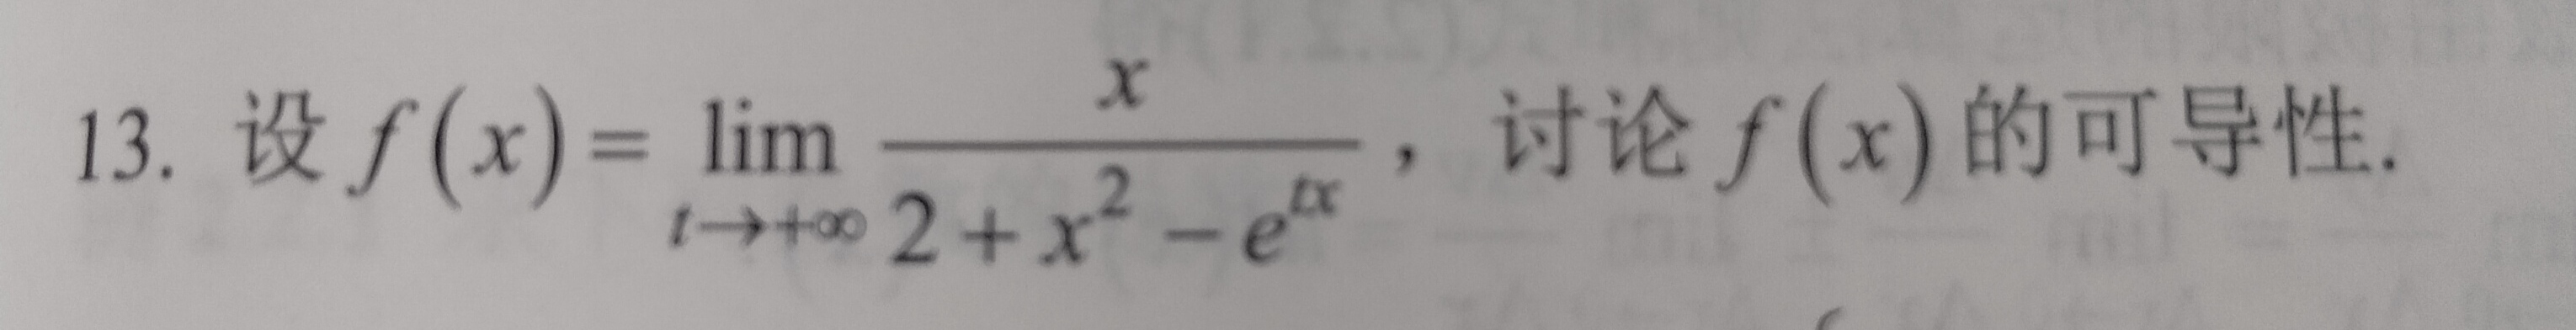 13. 设 f(x) = lim_{t→+∞} x / (2 + x² − e^{tx}), 讨论 f(x) 的可导性.